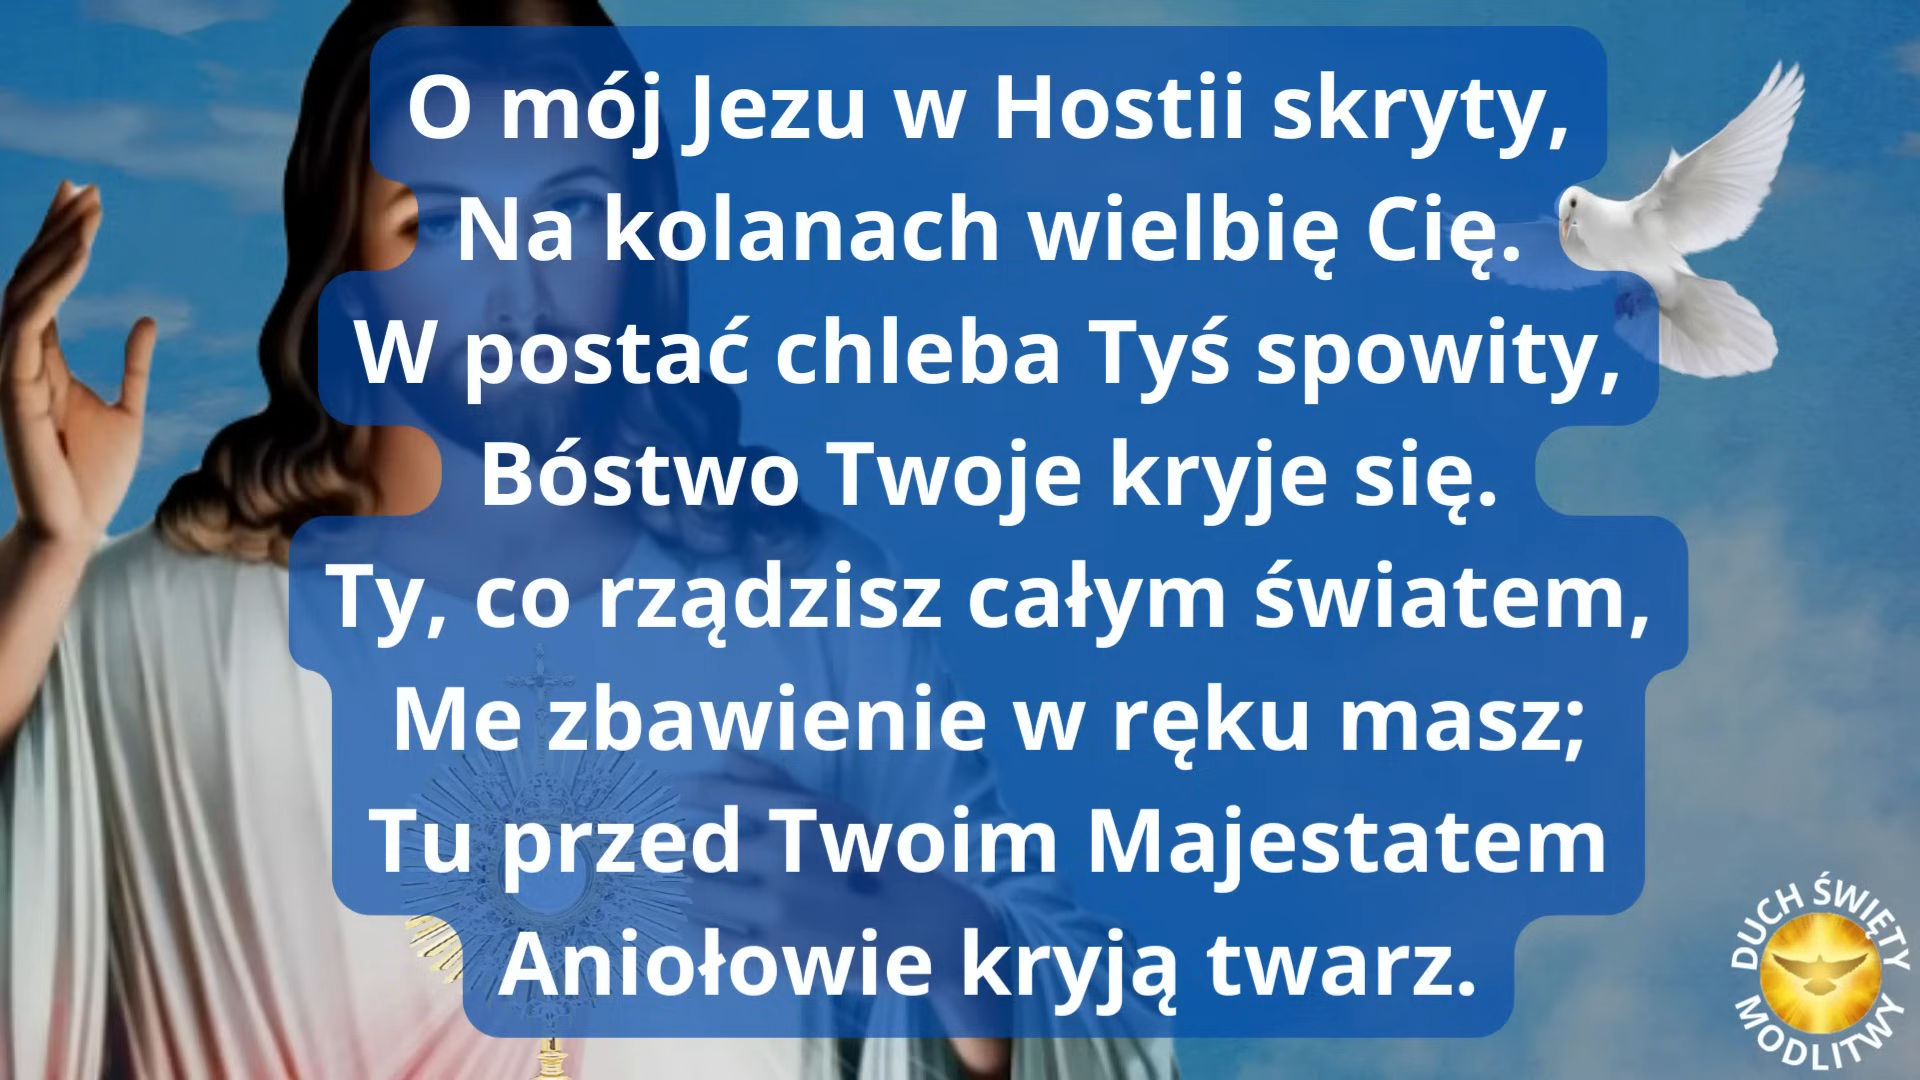 O mój Jezu w Hostii skryty,
Na kolanach wielbię Cię.
W postać chleba Tyś spowity,
Bóstwo Twoje kryje się.
Ty, co rządzisz całym światem,
Me zbawienie w ręku masz;
Tu przed Twoim Majestatem
Aniołowie kryją twarz.
DUCH ŚWIĘTY
MODLITWY